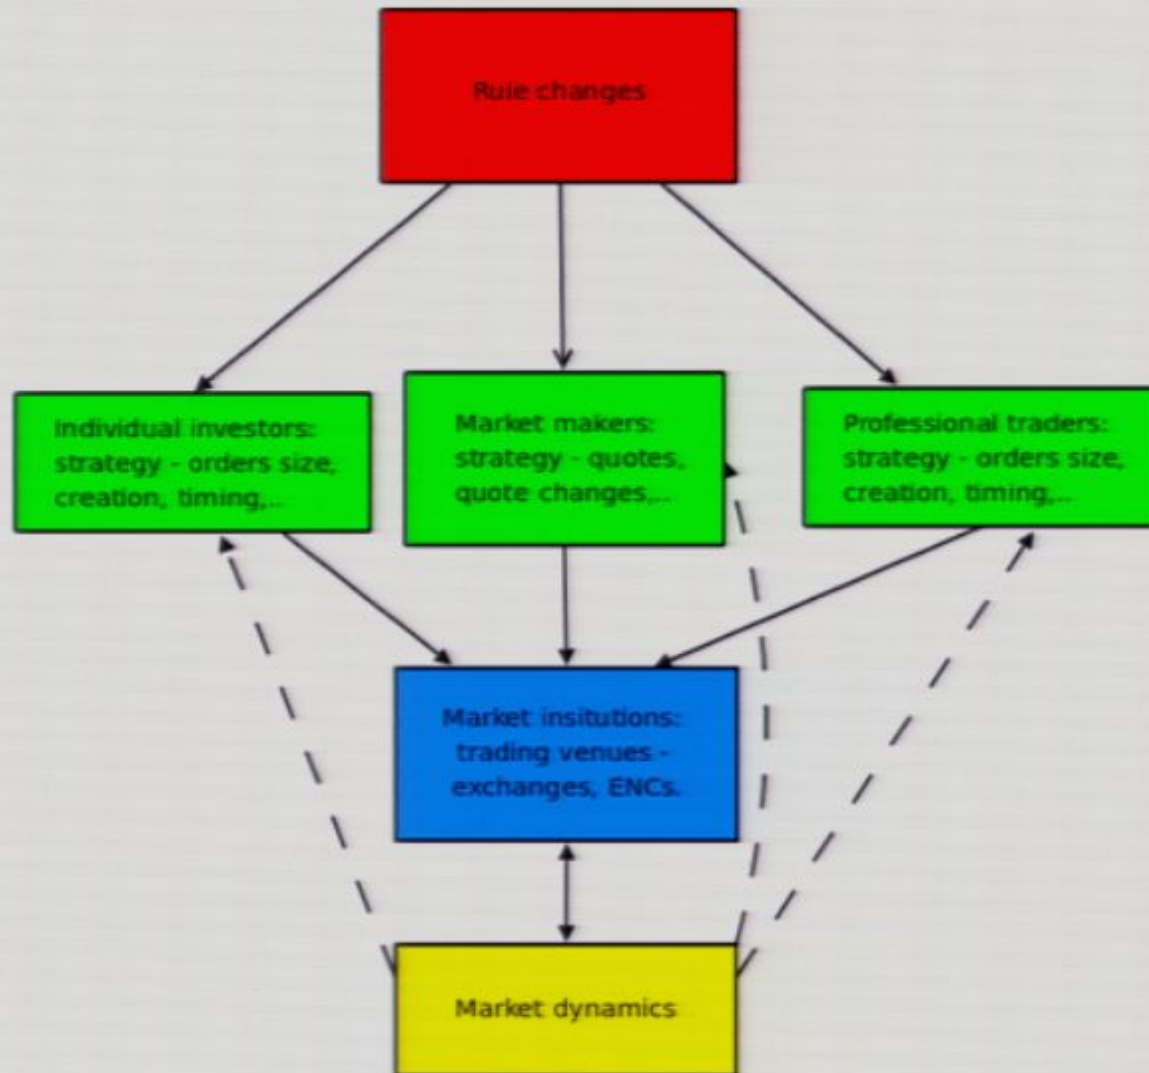 Rule changes
Individual investors:
strategy - orders size,
creation, timing,..
Market makers:
strategy - quotes,
quote changes,..
Professional traders:
strategy - orders size,
creation, timing,..
Market insitutions:
trading venues -
exchanges, ENCs.
Market dynamics